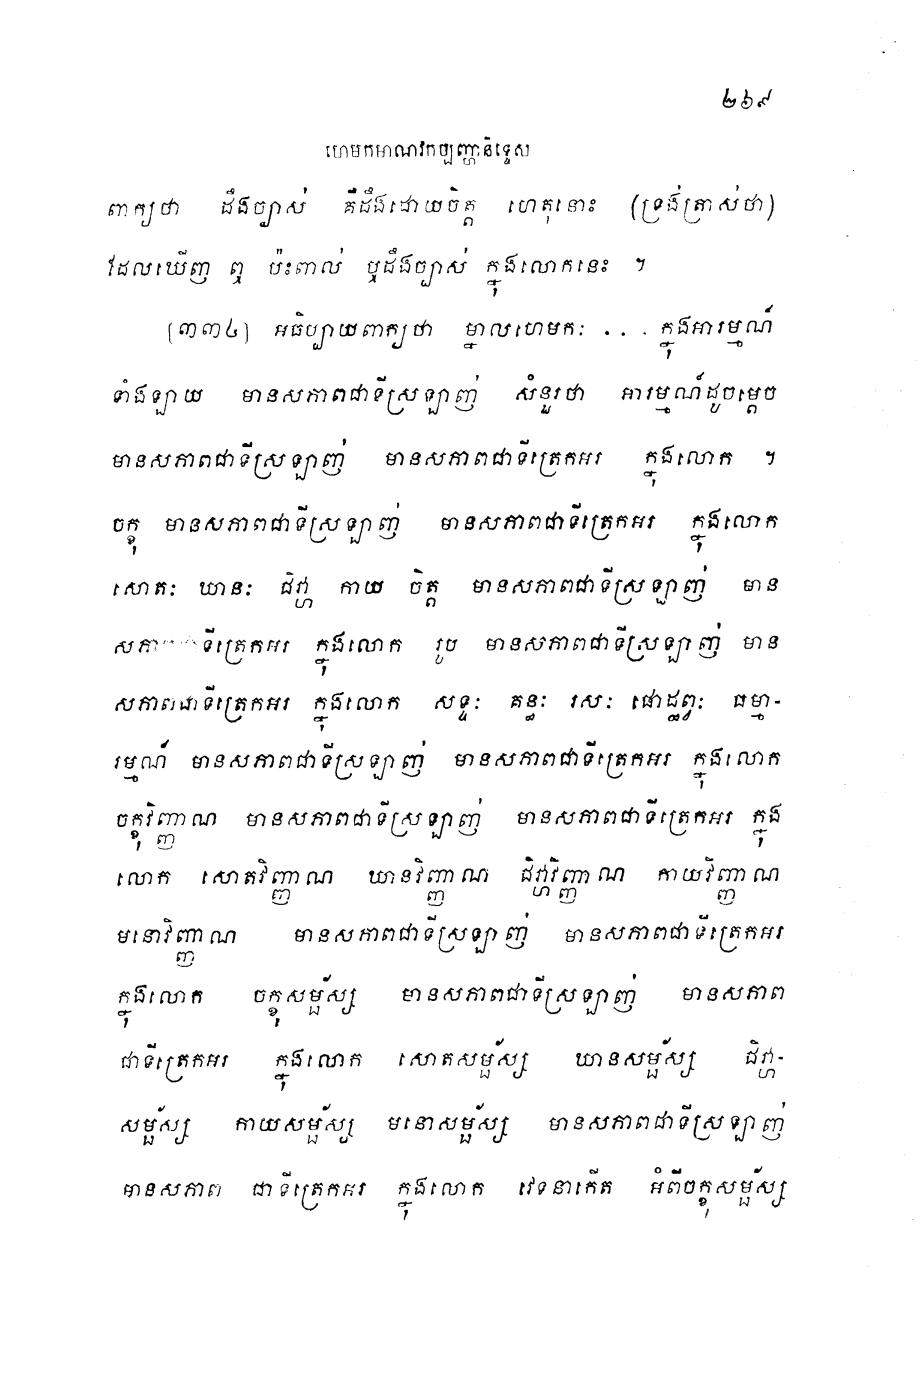 ២៦៩
ហេមកមាណវកប្បញ្ហានិទ្ទេស
ពាក្យថា ដឹងច្បាស់ គឺដឹងដោយចិត្ត ហេតុនោះ (ទ្រង់ត្រាស់ថា)
ដែលឃើញ ឮ ប៉ះពាល់ ឬដឹងច្បាស់ ក្នុងលោកនេះ ។
(៣៣៤) អធិប្បាយពាក្យថា ម្នាលហេមកៈ ... ក្នុងអារម្មណ៍
ទាំងឡាយ មានសភាពជាទីស្រឡាញ់ សំនួរថា អារម្មណ៍ដូចម្តេច
មានសភាពជាទីស្រឡាញ់ មានសភាពជាទីត្រេកអរ ក្នុងលោក ។
ចក្ខុ មានសភាពជាទីស្រឡាញ់ មានសភាពជាទីត្រេកអរ ក្នុងលោក
សោតៈ ឃានៈ ជិវ្ហា កាយ ចិត្ត មានសភាពជាទីស្រឡាញ់ មាន
សភាពជាទីត្រេកអរ ក្នុងលោក រូប មានសភាពជាទីស្រឡាញ់ មាន
សភាពជាទីត្រេកអរ ក្នុងលោក សទ្ទៈ គន្ធៈ រសៈ ផោដ្ឋព្វៈ ធម្មា-
រម្មណ៍ មានសភាពជាទីស្រឡាញ់ មានសភាពជាទីត្រេកអរ ក្នុងលោក
ចក្ខុវិញ្ញាណ មានសភាពជាទីស្រឡាញ់ មានសភាពជាទីត្រេកអរ ក្នុង
លោក សោតវិញ្ញាណ ឃានវិញ្ញាណ ជិវ្ហាវិញ្ញាណ កាយវិញ្ញាណ
មនោវិញ្ញាណ មានសភាពជាទីស្រឡាញ់ មានសភាពជាទីត្រេកអរ
ក្នុងលោក ចក្ខុសម្ផ័ស្ស មានសភាពជាទីស្រឡាញ់ មានសភាព
ជាទីត្រេកអរ ក្នុងលោក សោតសម្ផ័ស្ស ឃានសម្ផ័ស្ស ជិវ្ហា-
សម្ផ័ស្ស កាយសម្ផ័ស្ស មនោសម្ផ័ស្ស មានសភាពជាទីស្រឡាញ់
មានសភាព ជាទីត្រេកអរ ក្នុងលោក វេទនាកើត អំពីចក្ខុសម្ផ័ស្ស